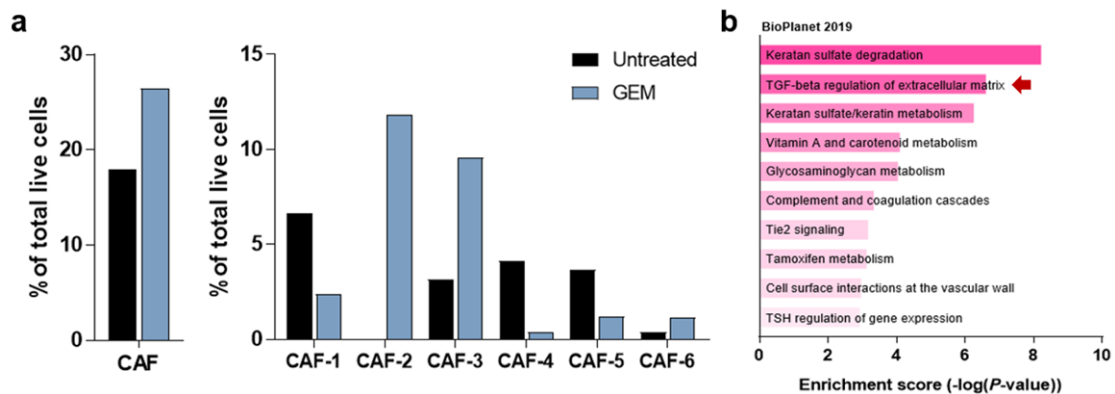 a
% of total live cells
30
20
10
0
CAF
% of total live cells
15
10
5
0
CAF-1 CAF-2 CAF-3 CAF-4 CAF-5 CAF-6
Untreated
GEM
b
BioPlanet 2019
Keratan sulfate degradation
TGF-beta regulation of extracellular matrix
Keratan sulfate/keratin metabolism
Vitamin A and carotenoid metabolism
Glycosaminoglycan metabolism
Complement and coagulation cascades
Tie2 signaling
Tamoxifen metabolism
Cell surface interactions at the vascular wall
TSH regulation of gene expression
0 2 4 6 8 10
Enrichment score (-log(P-value))